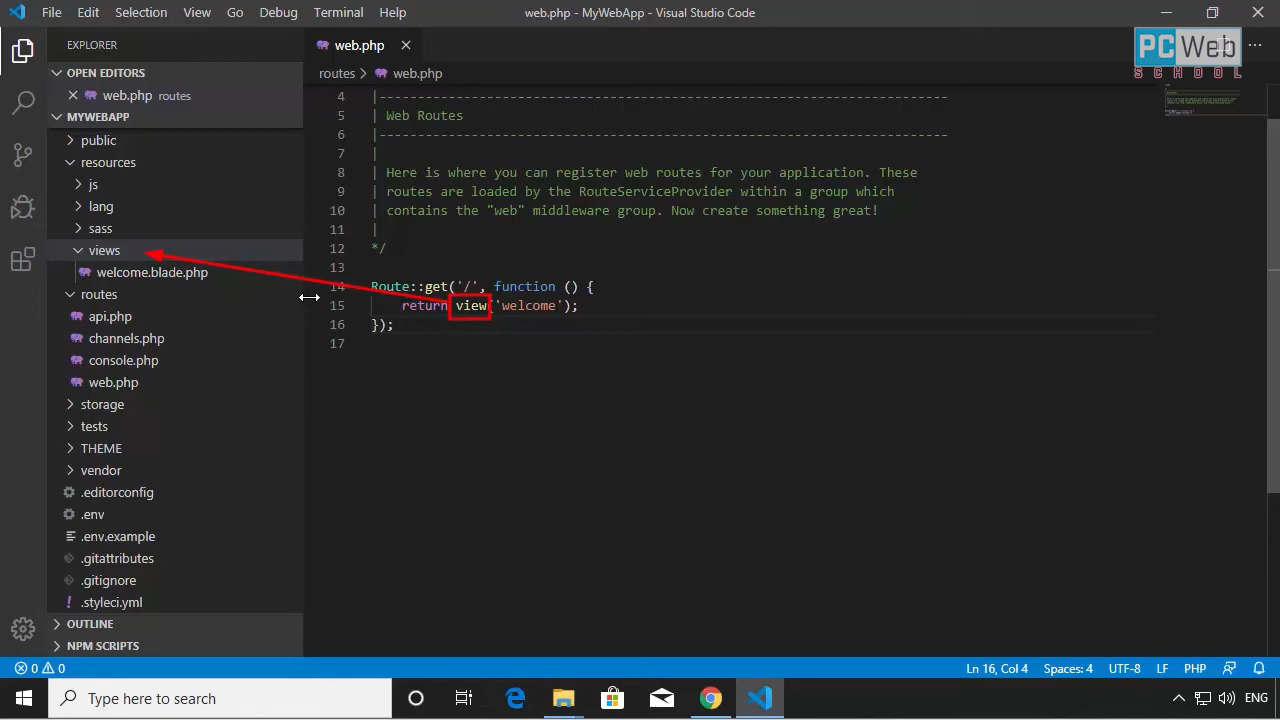 File Edit Selection View Go Debug Terminal Help web.php - MyWebApp - Visual Studio Code
PC Web
SCHOOL
EXPLORER
OPEN EDITORS
web.php routes
MYWEBAPP
public
resources
js
lang
sass
views
welcome.blade.php
routes
api.php
channels.php
console.php
web.php
storage
tests
THEME
vendor
.editorconfig
.env
.env.example
.gitattributes
.gitignore
.styleci.yml
OUTLINE
NPM SCRIPTS
web.php
routes > web.php
4 |--------------------------------------------------------------------------
5 | Web Routes
6 |--------------------------------------------------------------------------
7 |
8 | Here is where you can register web routes for your application. These
9 | routes are loaded by the RouteServiceProvider within a group which
10 | contains the "web" middleware group. Now create something great!
11 |
12 */
13
14 Route::get('/', function () {
15 return view('welcome');
16 });
17
0 0 Ln 16, Col 4 Spaces: 4 UTF-8 LF PHP
Type here to search ENG